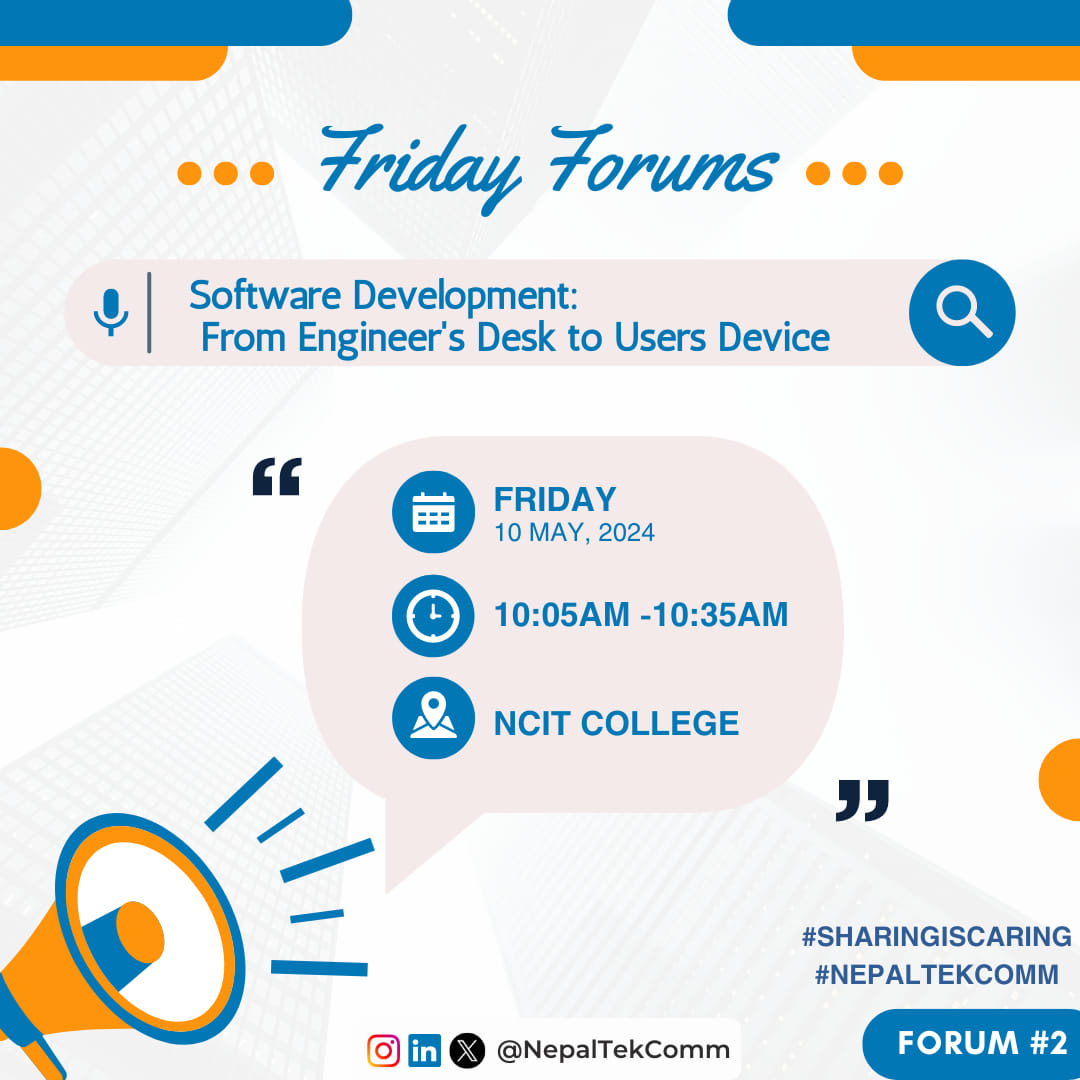 Friday Forums
Software Development:
From Engineer's Desk to Users Device
FRIDAY
10 MAY, 2024
10:05AM -10:35AM
NCIT COLLEGE
#SHARINGISCARING
#NEPALTEKCOMM
@NepalTekComm
FORUM #2